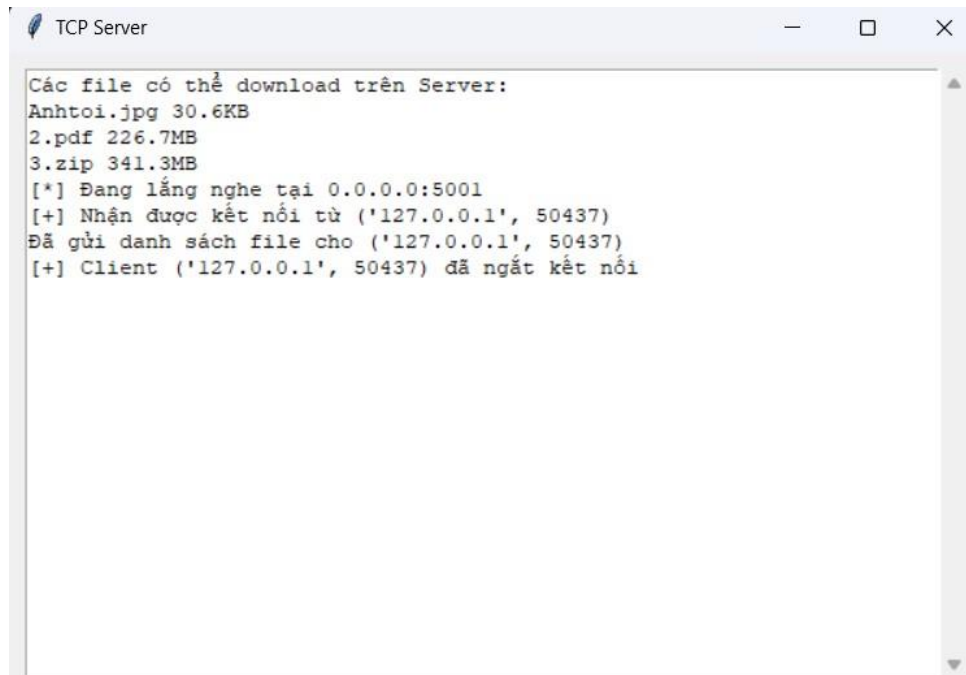 TCP Server
Các file có thể download trên Server:
Anhtoi.jpg 30.6KB
2.pdf 226.7MB
3.zip 341.3MB
[*] Đang lắng nghe tại 0.0.0.0:5001
[+] Nhận được kết nối từ ('127.0.0.1', 50437)
Đã gửi danh sách file cho ('127.0.0.1', 50437)
[+] Client ('127.0.0.1', 50437) đã ngắt kết nối